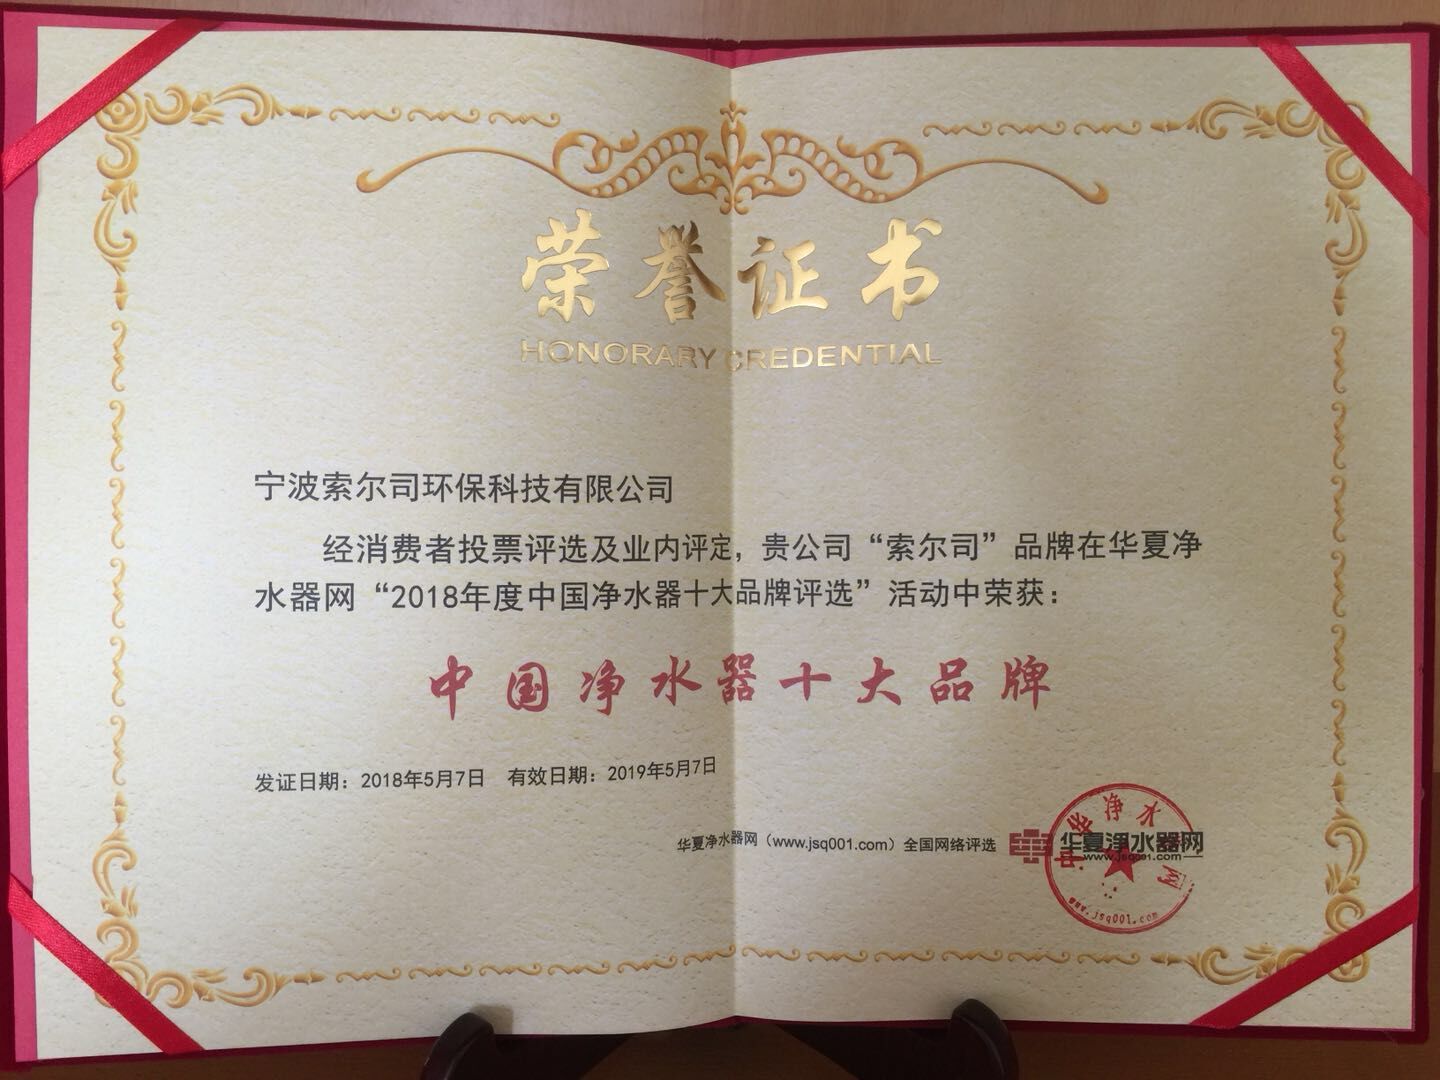 荣誉证书
HONORARY CREDENTIAL
宁波索尔司环保科技有限公司
经消费者投票评选及业内评定，贵公司“索尔司”品牌在华夏净
水器网“2018年度中国净水器十大品牌评选”活动中荣获：
中国净水器十大品牌
发证日期：2018年5月7日 有效日期：2019年5月7日
华夏净水器网（www.jsq001.com）全国网络评选
华夏净水器网
www.jsq001.com
www.jsq001.com